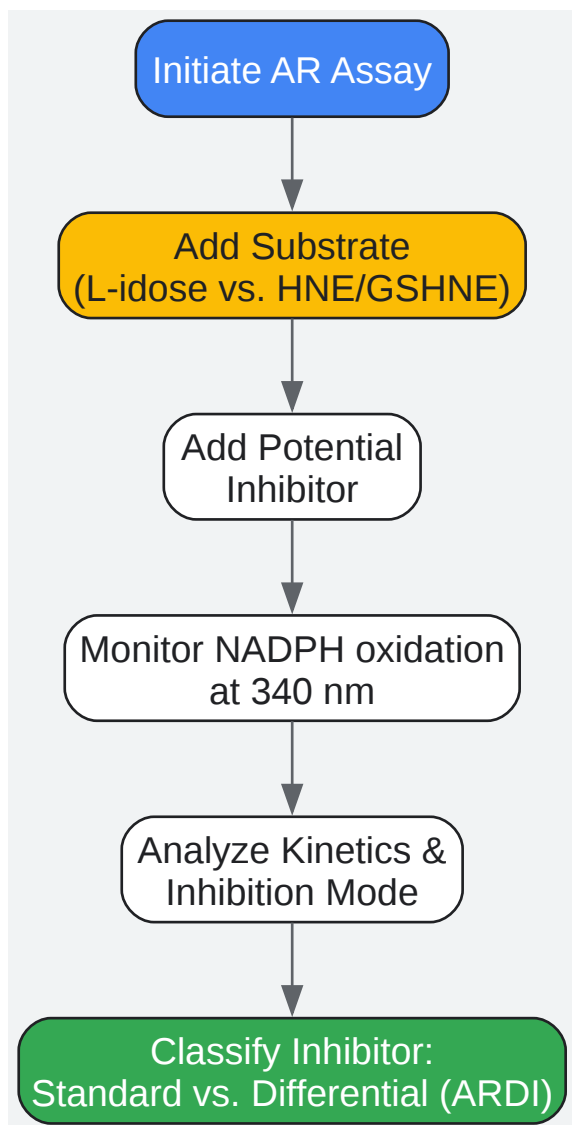 Initiate AR Assay
Add Substrate
(L-idose vs. HNE/GSHNE)
Add Potential
Inhibitor
Monitor NADPH oxidation
at 340 nm
Analyze Kinetics &
Inhibition Mode
Classify Inhibitor:
Standard vs. Differential (ARDI)